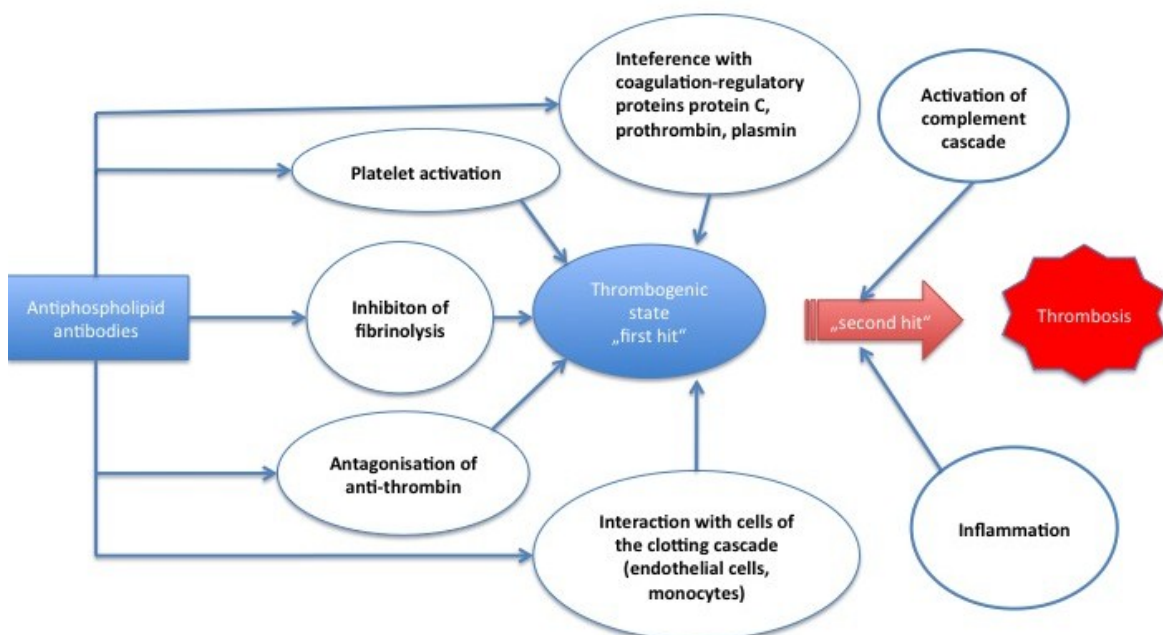 Inteference with
coagulation-regulatory
proteins protein C,
prothrombin, plasmin
Activation of
complement
cascade
Platelet activation
Antiphospholipid
antibodies
Inhibiton of
fibrinolysis
Thrombogenic
state
„first hit“
„second hit“
Thrombosis
Antagonisation of
anti-thrombin
Interaction with cells of
the clotting cascade
(endothelial cells,
monocytes)
Inflammation